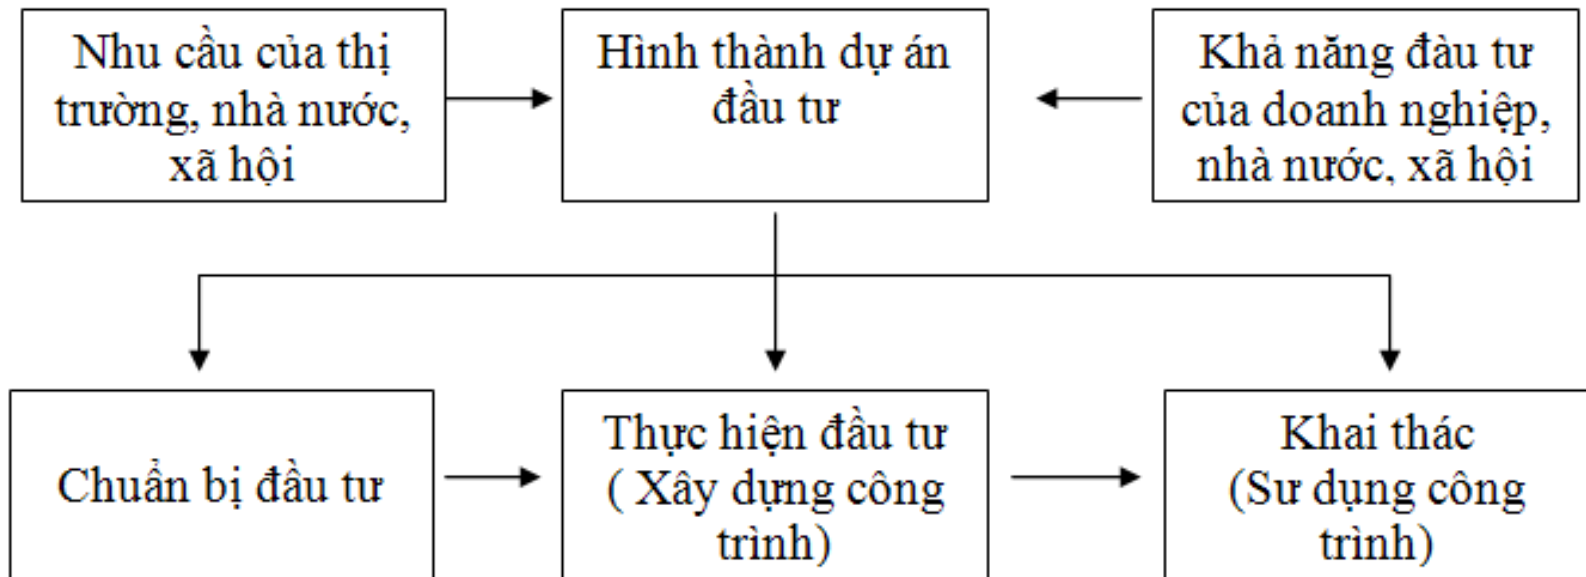 Nhu cầu của thị
trường, nhà nước,
xã hội
Hình thành dự án
đầu tư
Khả năng đàu tư
của doanh nghiệp,
nhà nước, xã hội
Chuẩn bị đầu tư
Thực hiện đầu tư
( Xây dựng công
trình)
Khai thác
(Sư dụng công
trình)